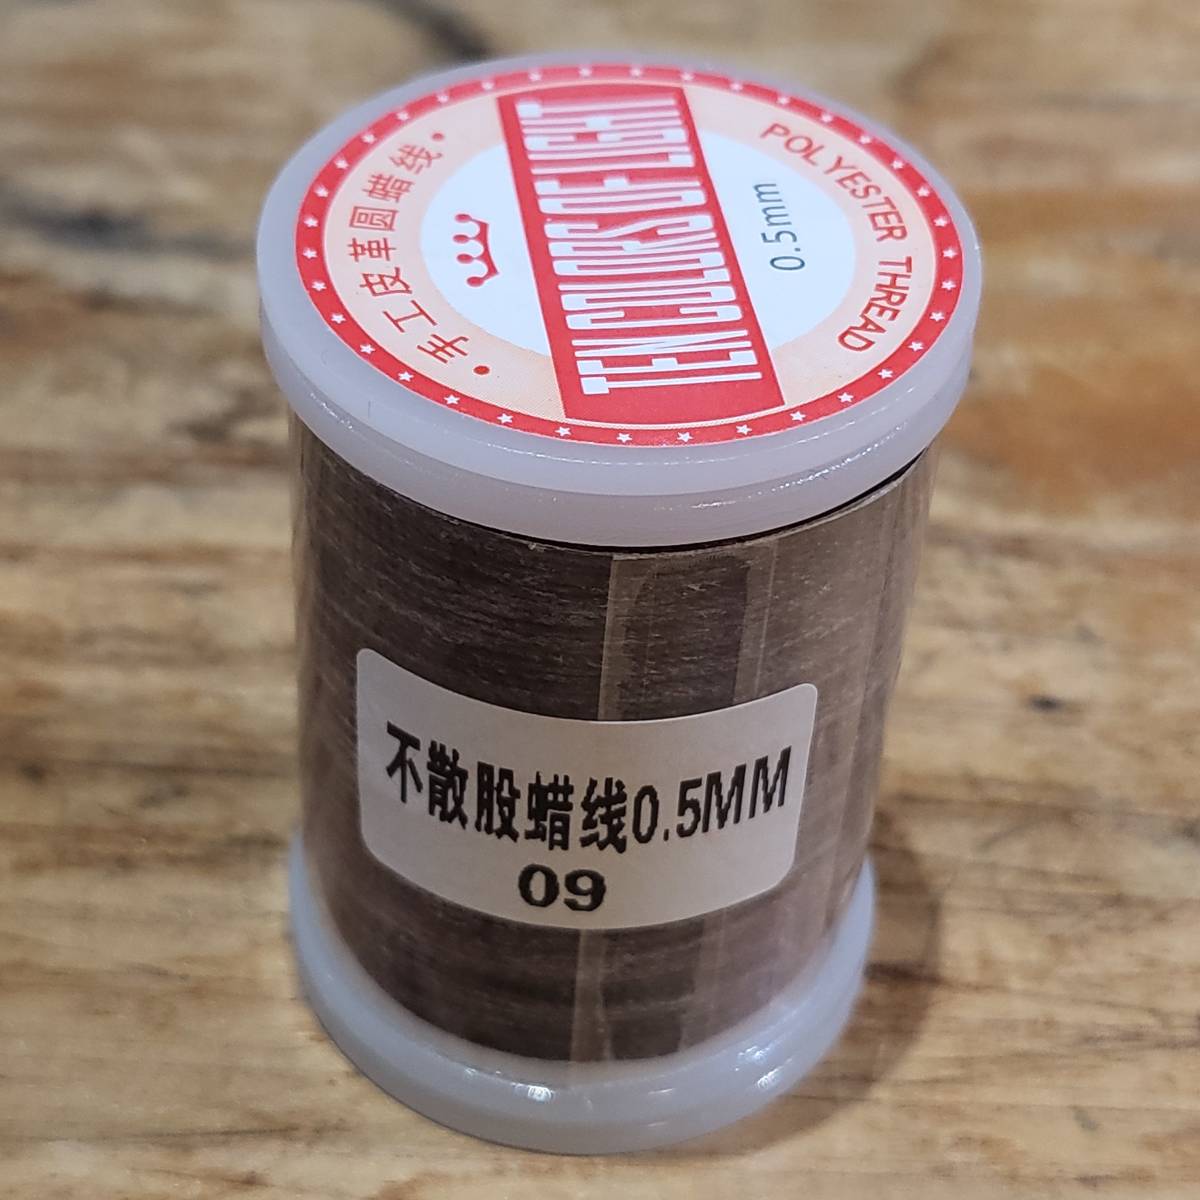 ·手工皮革圆蜡线·
TEN COLORS OF LIGHT
0.5mm
POLYESTER THREAD
不散股蜡线0.5MM
09